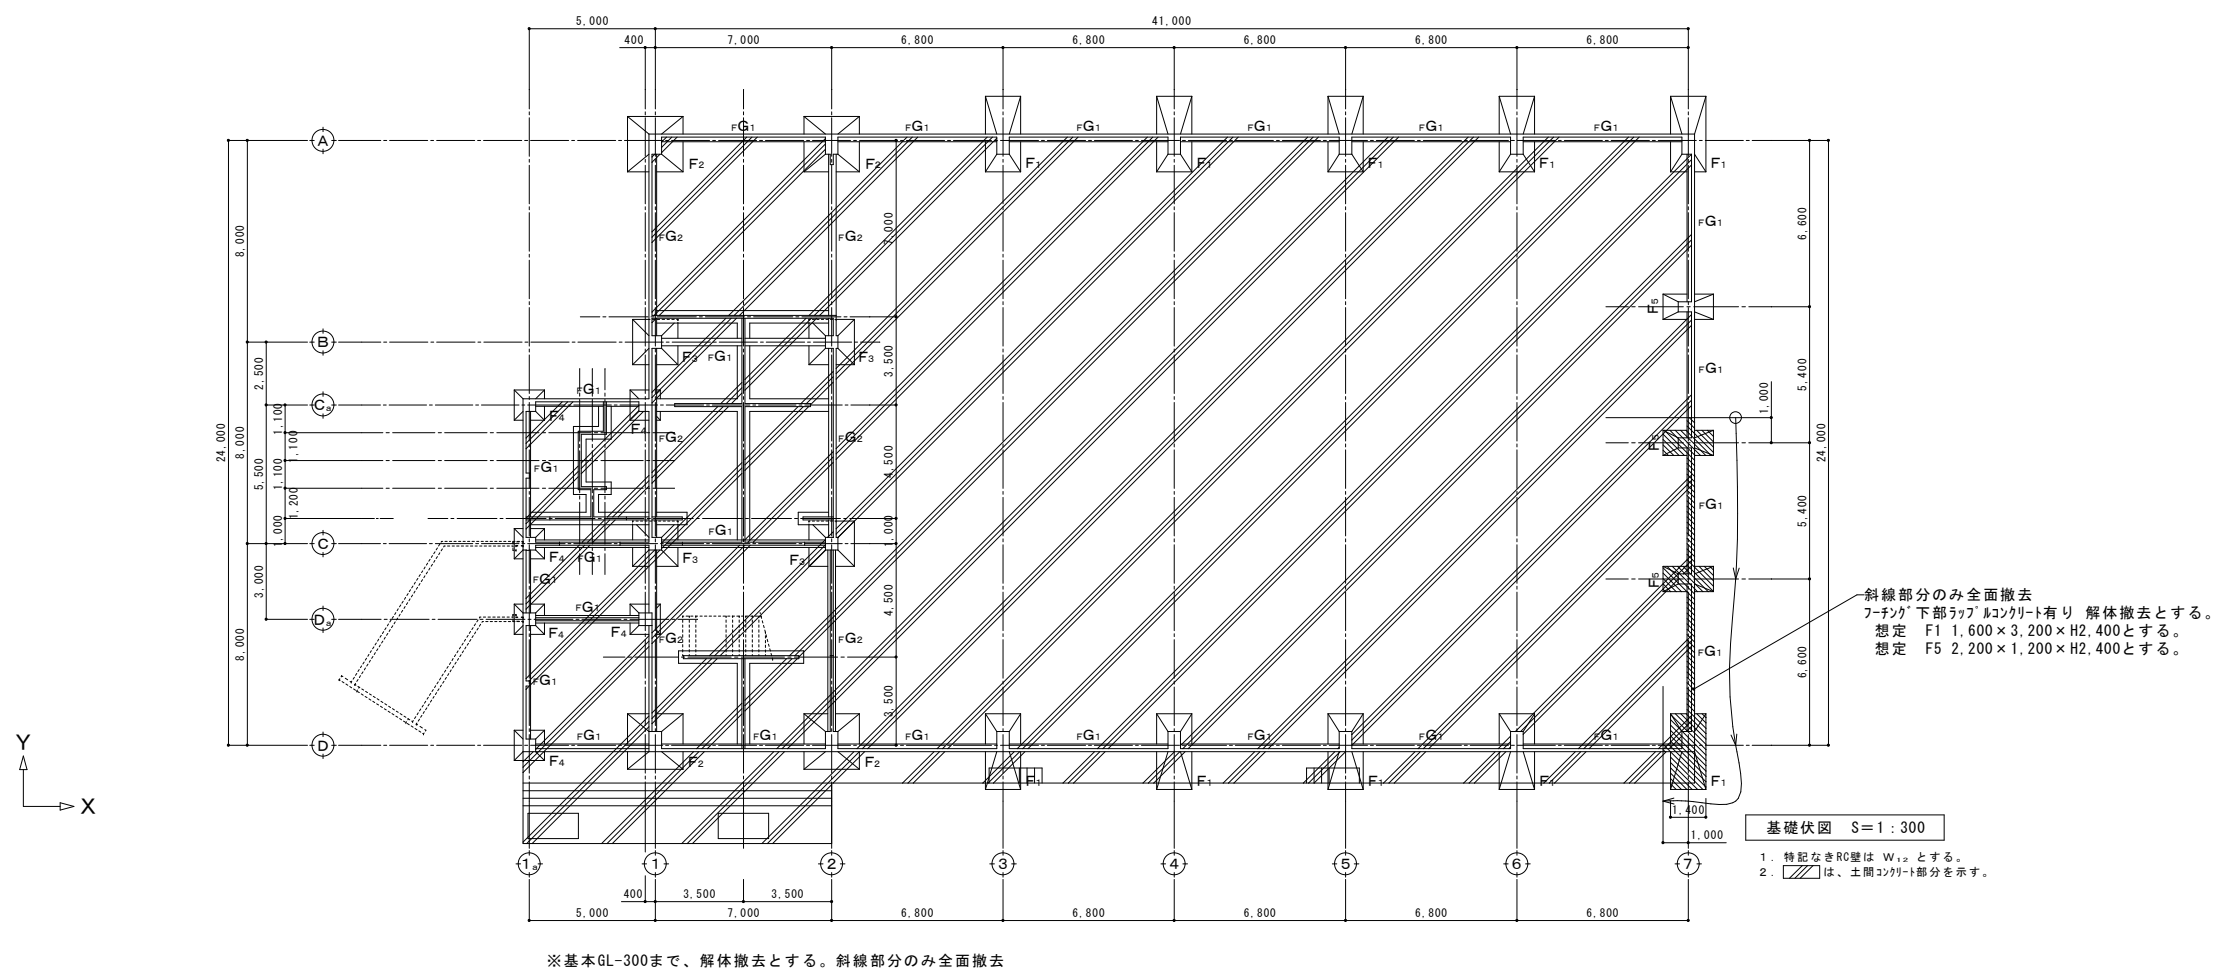 5,000
41,000
400
7,000
6,800
6,800
6,800
6,800
6,800
FG1
FG1
FG1
FG1
FG1
FG1
A
F2
F2
F1
F1
F1
F1
F1
FG2
FG2
FG1
7,000
6,600
8,000
F5
B
F3
F3
FG1
3,500
2,500
FG1
FG1
5,400
1,000
Ca
F4
F4
1,100
24,000
8,000
1,100
FG2
FG2
F5
24,000
5,500
1,100
FG1
4,500
1,200
FG1
5,400
1,000
FG1
1,000
C
F4
FG1
F3
F3
FG1
F5
3,000
4,500
斜線部分のみ全面撤去
フーチング下部ラップルコンクリート有り 解体撤去とする。
想定 F1 1,600×3,200×H2,400とする。
想定 F5 2,200×1,200×H2,400とする。
FG1
Da
F4
F4
FG2
FG2
8,000
FG1
FG1
6,600
3,500
FG1
FG1
FG1
FG1
FG1
FG1
FG1
D
F4
F2
F2
F1
F1
F1
F1
F1
Y
X
1,400
1,000
基礎伏図 S=1:300
1. 特記なきRC壁は W12 とする。
2. は、土間コンクリート部分を示す。
1a
1
2
3
4
5
6
7
400
3,500
3,500
5,000
7,000
6,800
6,800
6,800
6,800
6,800
※基本GL-300まで、解体撤去とする。斜線部分のみ全面撤去